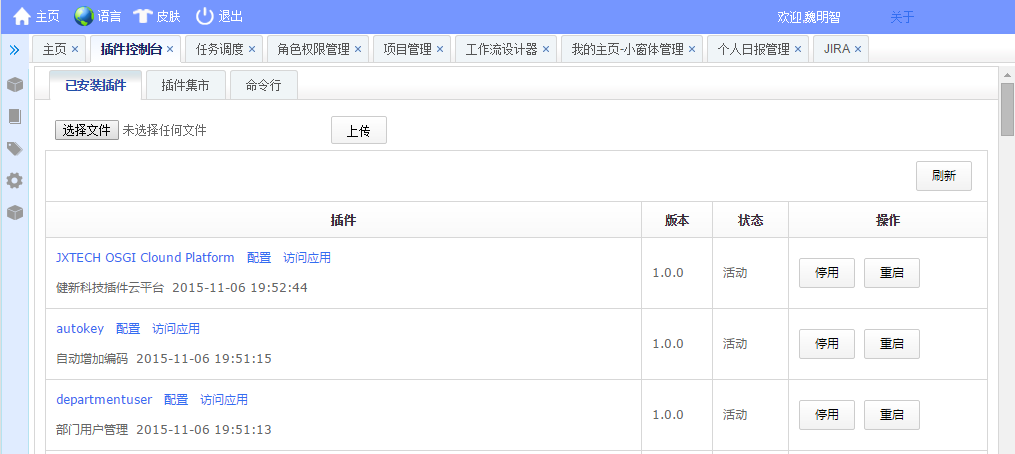 主页 语言 皮肤 退出 欢迎,魏明智 关于
主页 插件控制台 任务调度 角色权限管理 项目管理 工作流设计器 我的主页-小窗体管理 个人日报管理 JIRA
已安装插件 插件集市 命令行
选择文件 未选择任何文件 上传
刷新
插件 版本 状态 操作
JXTECH OSGI Clound Platform 配置 访问应用
健新科技插件云平台 2015-11-06 19:52:44
1.0.0 活动 停用 重启
autokey 配置 访问应用
自动增加编码 2015-11-06 19:51:15
1.0.0 活动 停用 重启
departmentuser 配置 访问应用
部门用户管理 2015-11-06 19:51:13
1.0.0 活动 停用 重启